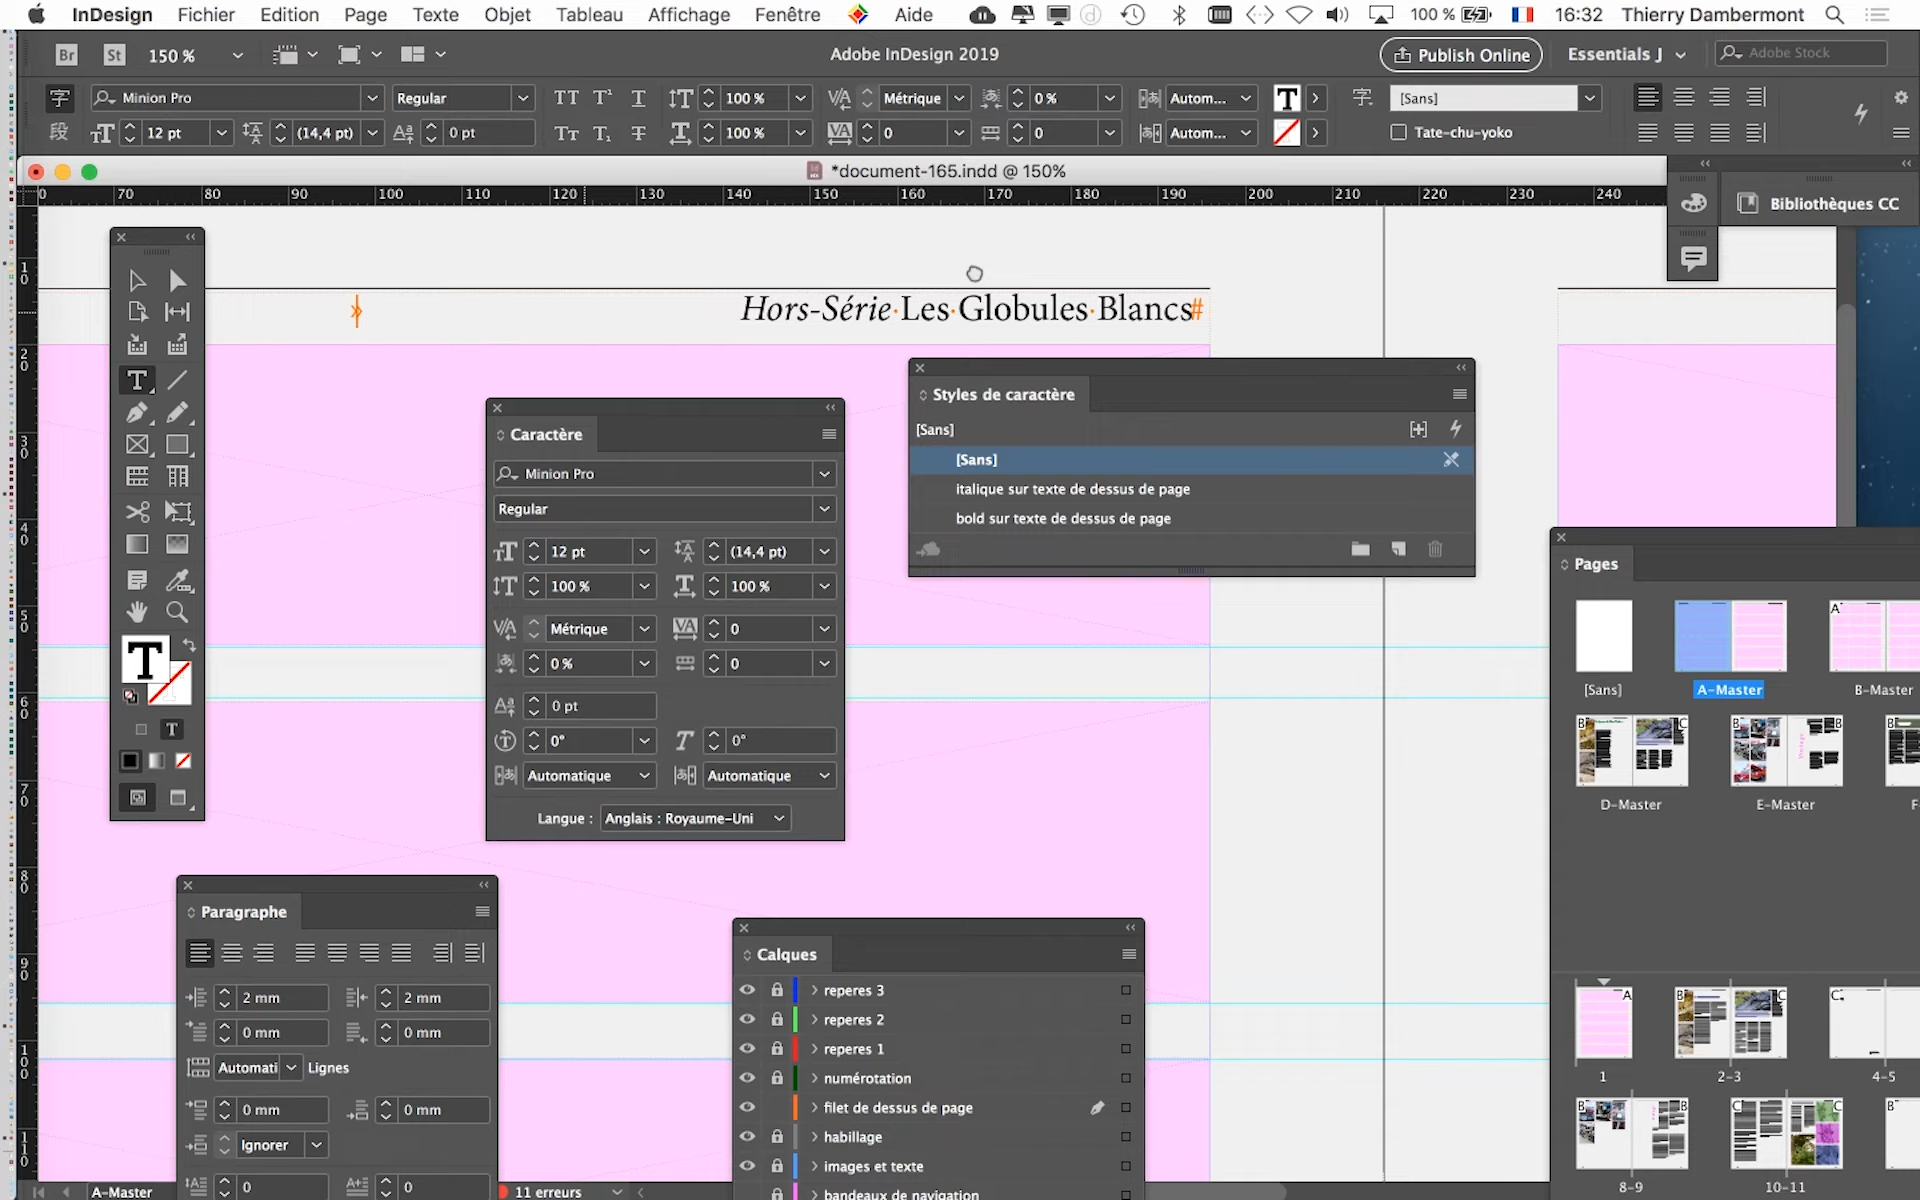 InDesign Fichier Edition Page Texte Objet Tableau Affichage Fenêtre Aide 100 % 16:32 Thierry Dambermont
Br St 150 % Adobe InDesign 2019 Publish Online Essentials J Adobe Stock
字 Minion Pro Regular 100 % Métrique 0 % Autom... [Sans]
段 12 pt (14,4 pt) 0 pt 100 % 0 0 Autom... Tate-chu-yoko
*document-165.indd @ 150%
0 70 80 90 100 110 120 130 140 150 160 170 180 190 200 210 220 230 240
Bibliothèques CC
Hors-Série·Les·Globules·Blancs#
Styles de caractère
[Sans]
[Sans]
italique sur texte de dessus de page
bold sur texte de dessus de page
Caractère
Minion Pro
Regular
12 pt (14,4 pt)
100 % 100 %
Métrique 0
0 % 0
0 pt
0° 0°
Automatique Automatique
Langue : Anglais : Royaume-Uni
Pages
[Sans] A-Master B-Master
D-Master E-Master F-
1 2-3 4-5
8-9 10-11
Paragraphe
2 mm 2 mm
0 mm 0 mm
Automati Lignes
0 mm 0 mm
Ignorer
0 0
Calques
reperes 3
reperes 2
reperes 1
numérotation
filet de dessus de page
habillage
images et texte
bandeaux de navigation
A-Master 11 erreurs